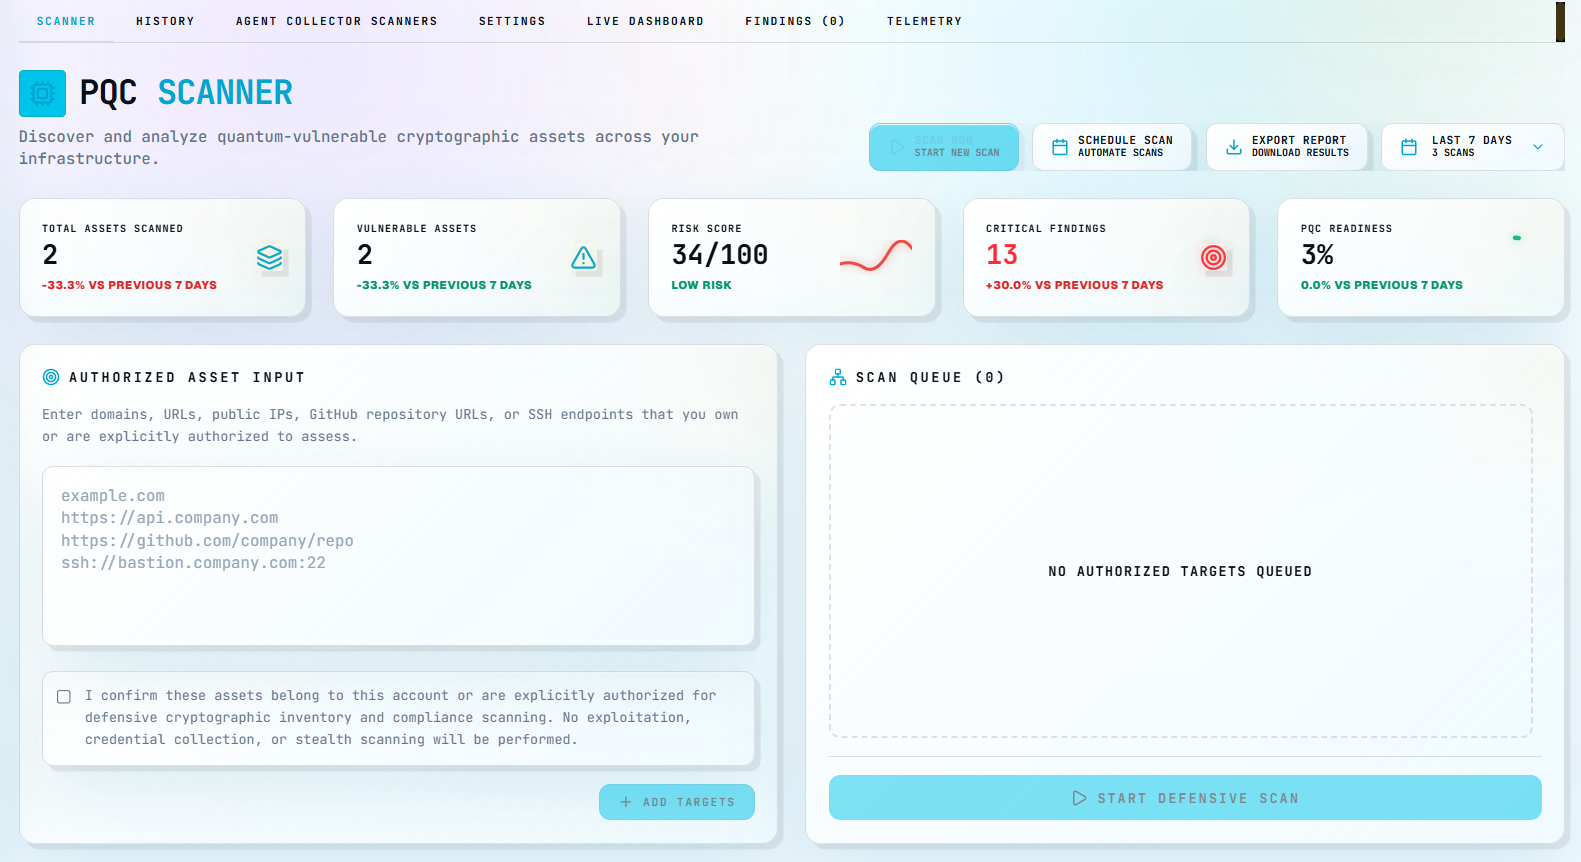 SCANNER
HISTORY
AGENT COLLECTOR SCANNERS
SETTINGS
LIVE DASHBOARD
FINDINGS (0)
TELEMETRY
PQC SCANNER
Discover and analyze quantum-vulnerable cryptographic assets across your
infrastructure.
SCAN NOW
START NEW SCAN
SCHEDULE SCAN
AUTOMATE SCANS
EXPORT REPORT
DOWNLOAD RESULTS
LAST 7 DAYS
3 SCANS
TOTAL ASSETS SCANNED
2
-33.3% VS PREVIOUS 7 DAYS
VULNERABLE ASSETS
2
-33.3% VS PREVIOUS 7 DAYS
RISK SCORE
34/100
LOW RISK
CRITICAL FINDINGS
13
+30.0% VS PREVIOUS 7 DAYS
PQC READINESS
3%
0.0% VS PREVIOUS 7 DAYS
AUTHORIZED ASSET INPUT
Enter domains, URLs, public IPs, GitHub repository URLs, or SSH endpoints that you own
or are explicitly authorized to assess.
example.com
https://api.company.com
https://github.com/company/repo
ssh://bastion.company.com:22
I confirm these assets belong to this account or are explicitly authorized for
defensive cryptographic inventory and compliance scanning. No exploitation,
credential collection, or stealth scanning will be performed.
ADD TARGETS
SCAN QUEUE (0)
NO AUTHORIZED TARGETS QUEUED
START DEFENSIVE SCAN